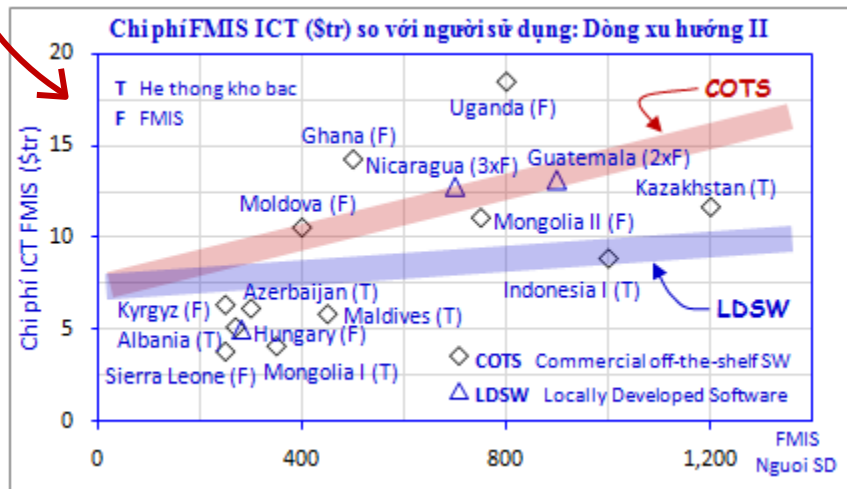 Chi phí FMIS ICT ($tr) so với người sử dụng: Dòng xu hướng II
Chi phí ICT FMIS ($tr)
20
15
10
5
0
T He thong kho bac
F FMIS
COTS
Uganda (F)
Ghana (F)
Nicaragua (3xF)
Guatemala (2xF)
Kazakhstan (T)
Moldova (F)
Mongolia II (F)
Indonesia I (T)
LDSW
Azerbaijan (T)
Kyrgyz (F)
Maldives (T)
Albania (T)
Hungary (F)
Sierra Leone (F)
Mongolia I (T)
COTS Commercial off-the-shelf SW
LDSW Locally Developed Software
0
400
800
1,200
FMIS
Nguoi SD